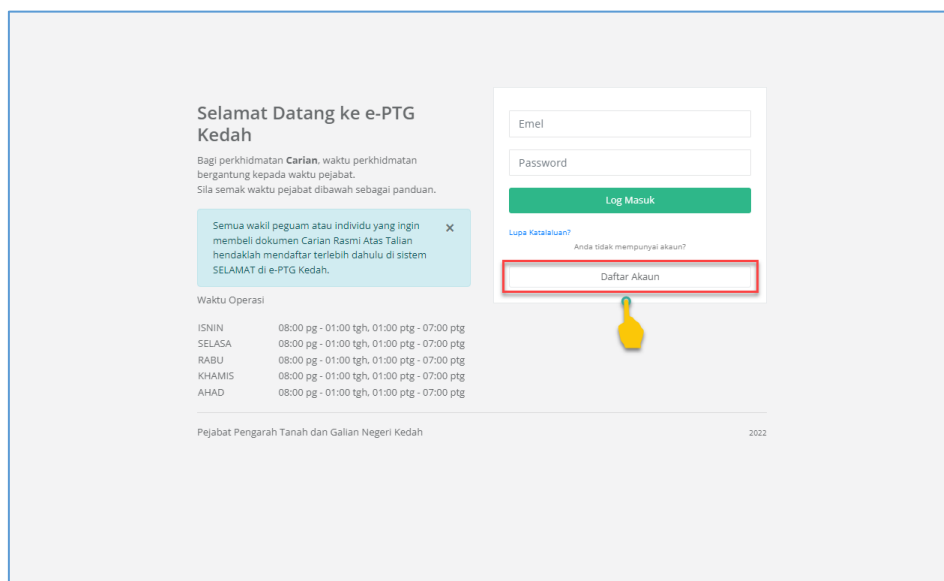 Selamat Datang ke e-PTG
Kedah
Bagi perkhidmatan Carian, waktu perkhidmatan
bergantung kepada waktu pejabat.
Sila semak waktu pejabat dibawah sebagai panduan.
Semua wakil peguam atau individu yang ingin
membeli dokumen Carian Rasmi Atas Talian
hendaklah mendaftar terlebih dahulu di sistem
SELAMAT di e-PTG Kedah.
×
Waktu Operasi
ISNIN 08:00 pg - 01:00 tgh, 01:00 ptg - 07:00 ptg
SELASA 08:00 pg - 01:00 tgh, 01:00 ptg - 07:00 ptg
RABU 08:00 pg - 01:00 tgh, 01:00 ptg - 07:00 ptg
KHAMIS 08:00 pg - 01:00 tgh, 01:00 ptg - 07:00 ptg
AHAD 08:00 pg - 01:00 tgh, 01:00 ptg - 07:00 ptg
Emel
Password
Log Masuk
Lupa Katalaluan?
Anda tidak mempunyai akaun?
Daftar Akaun
Pejabat Pengarah Tanah dan Galian Negeri Kedah
2022